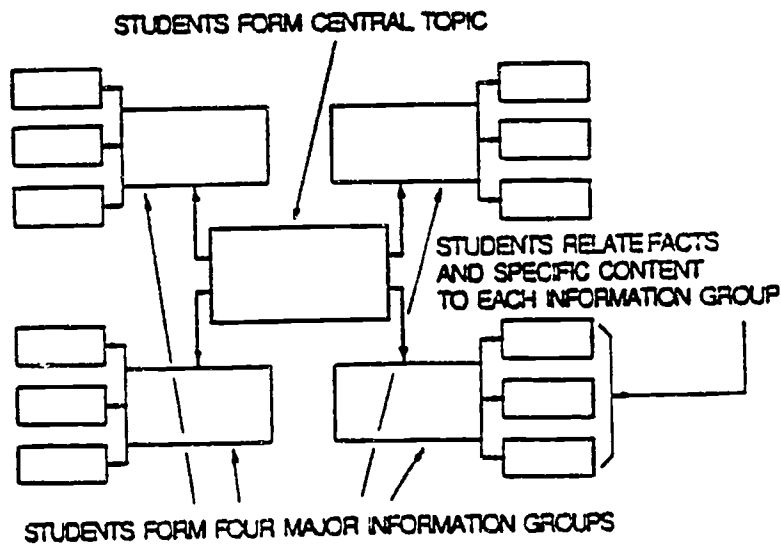 STUDENTS FORM CENTRAL TOPIC
STUDENTS RELATE FACTS
AND SPECIFIC CONTENT
TO EACH INFORMATION GROUP
STUDENTS FORM FOUR MAJOR INFORMATION GROUPS